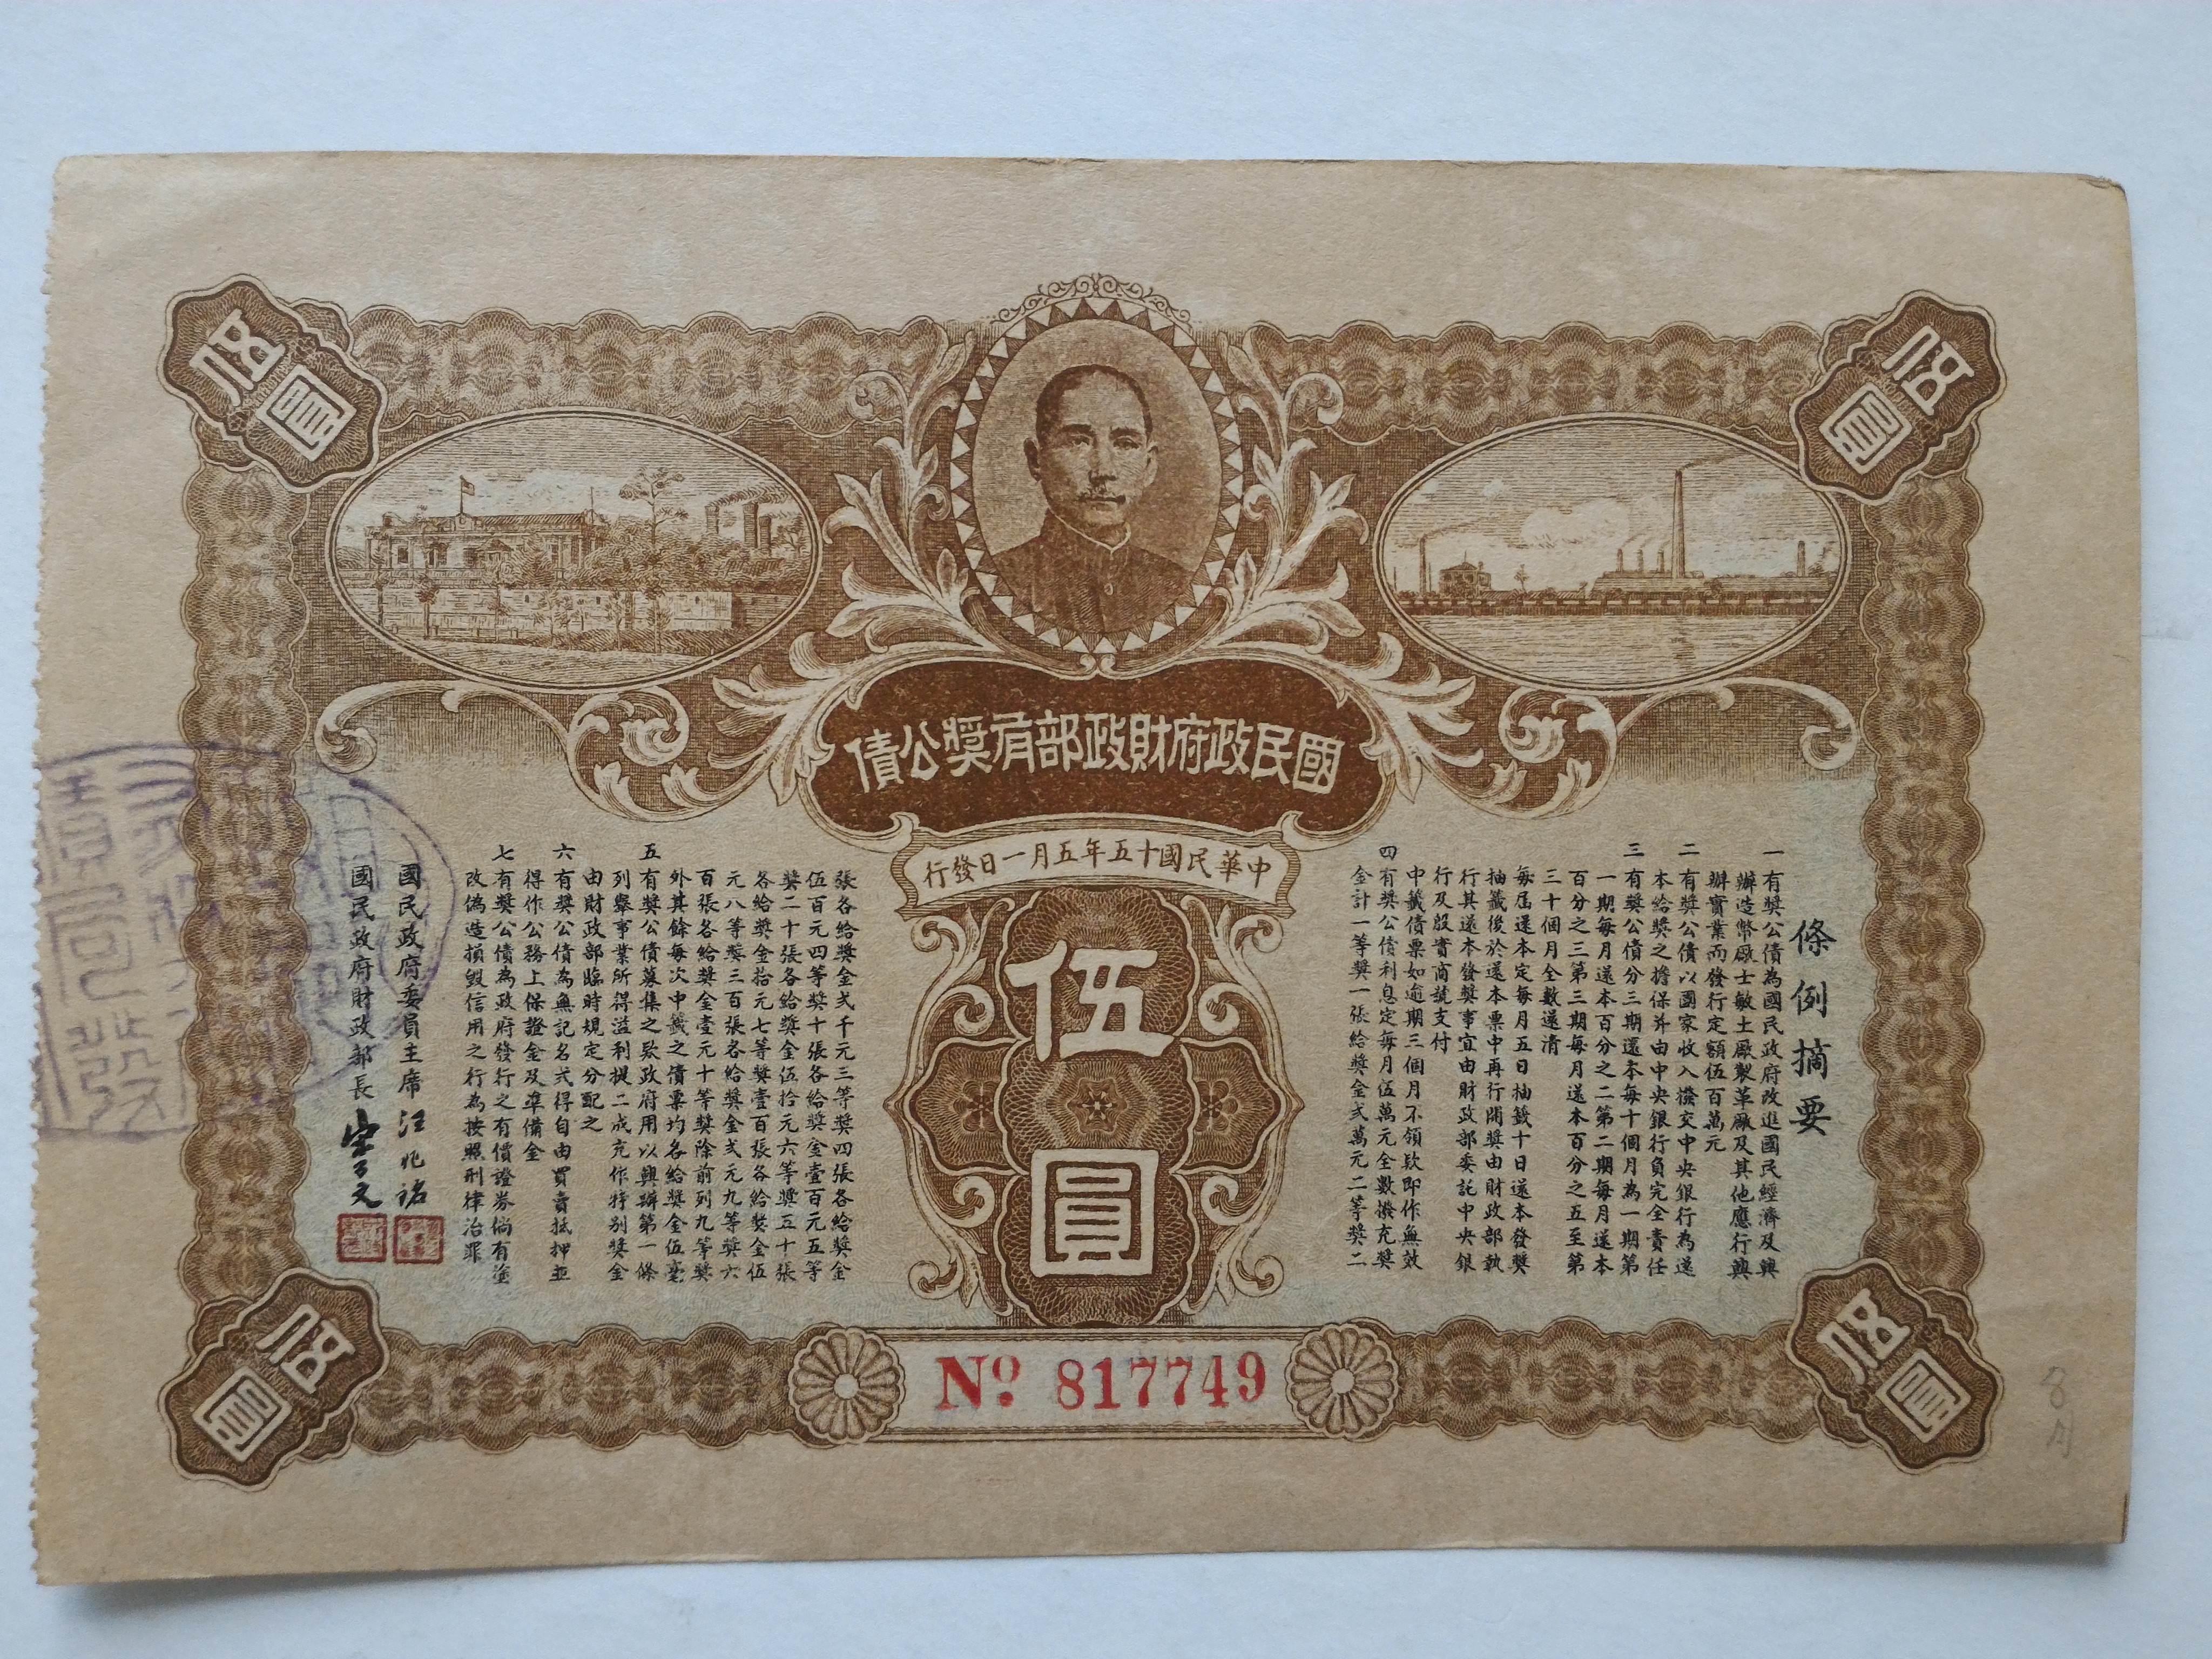 國民政府財政部有獎公債
中華民國十五年五月一日發行
伍圓
伍圓
伍圓
條例摘要
一有獎公債為國民政府改進國民經濟及興
辦造幣廠士敏土廠製革廠及其他應行興
辦實業而發行定額伍百萬元
二有獎公債以國家收入撥交中央銀行為還
本給獎之擔保并由中央銀行負完全責任
三有獎公債分三期還本每十個月為一期第
一期每月還本百分之二第二期每月還本
百分之三第三期每月還本百分之五至第
三十個月全數還清
每屆還本定每月五日抽籤十日還本發獎
抽籤後於還本票中再行開獎由財政部執
行其還本發獎事宜由財政部委託中央銀
行及殷實商號支付
中籤債票如逾期三個月不領欵即作無效
四有獎公債利息定每月伍萬元全數撥充獎
金計一等獎一張給獎金弍萬元二等獎二
張各給獎金弍千元三等獎四張各給獎金
伍百元四等獎十張各給獎金壹百元五等
獎二十張各給獎金伍拾元六等獎五十張
各給獎金拾元七等獎壹百張各給獎金伍
元八等獎三百張各給獎金弍元九等獎六
百張各給獎金壹元十等獎除前列九等獎
外其餘每次中籤之債票均各給獎金伍毫
五有獎公債募集之欵政府用以興辦第一條
列舉事業所得溢利提二成充作特別獎金
由財政部臨時規定分配之
六有獎公債為無記名式得自由買賣抵押並
得作公務上保證金及準備金
七有獎公債為政府發行之有價證券倘有塗
改偽造損毀信用之行為按照刑律治罪
國民政府委員主席 汪兆銘
國民政府財政部長 宋子文
伍圓
伍圓
No. 817749